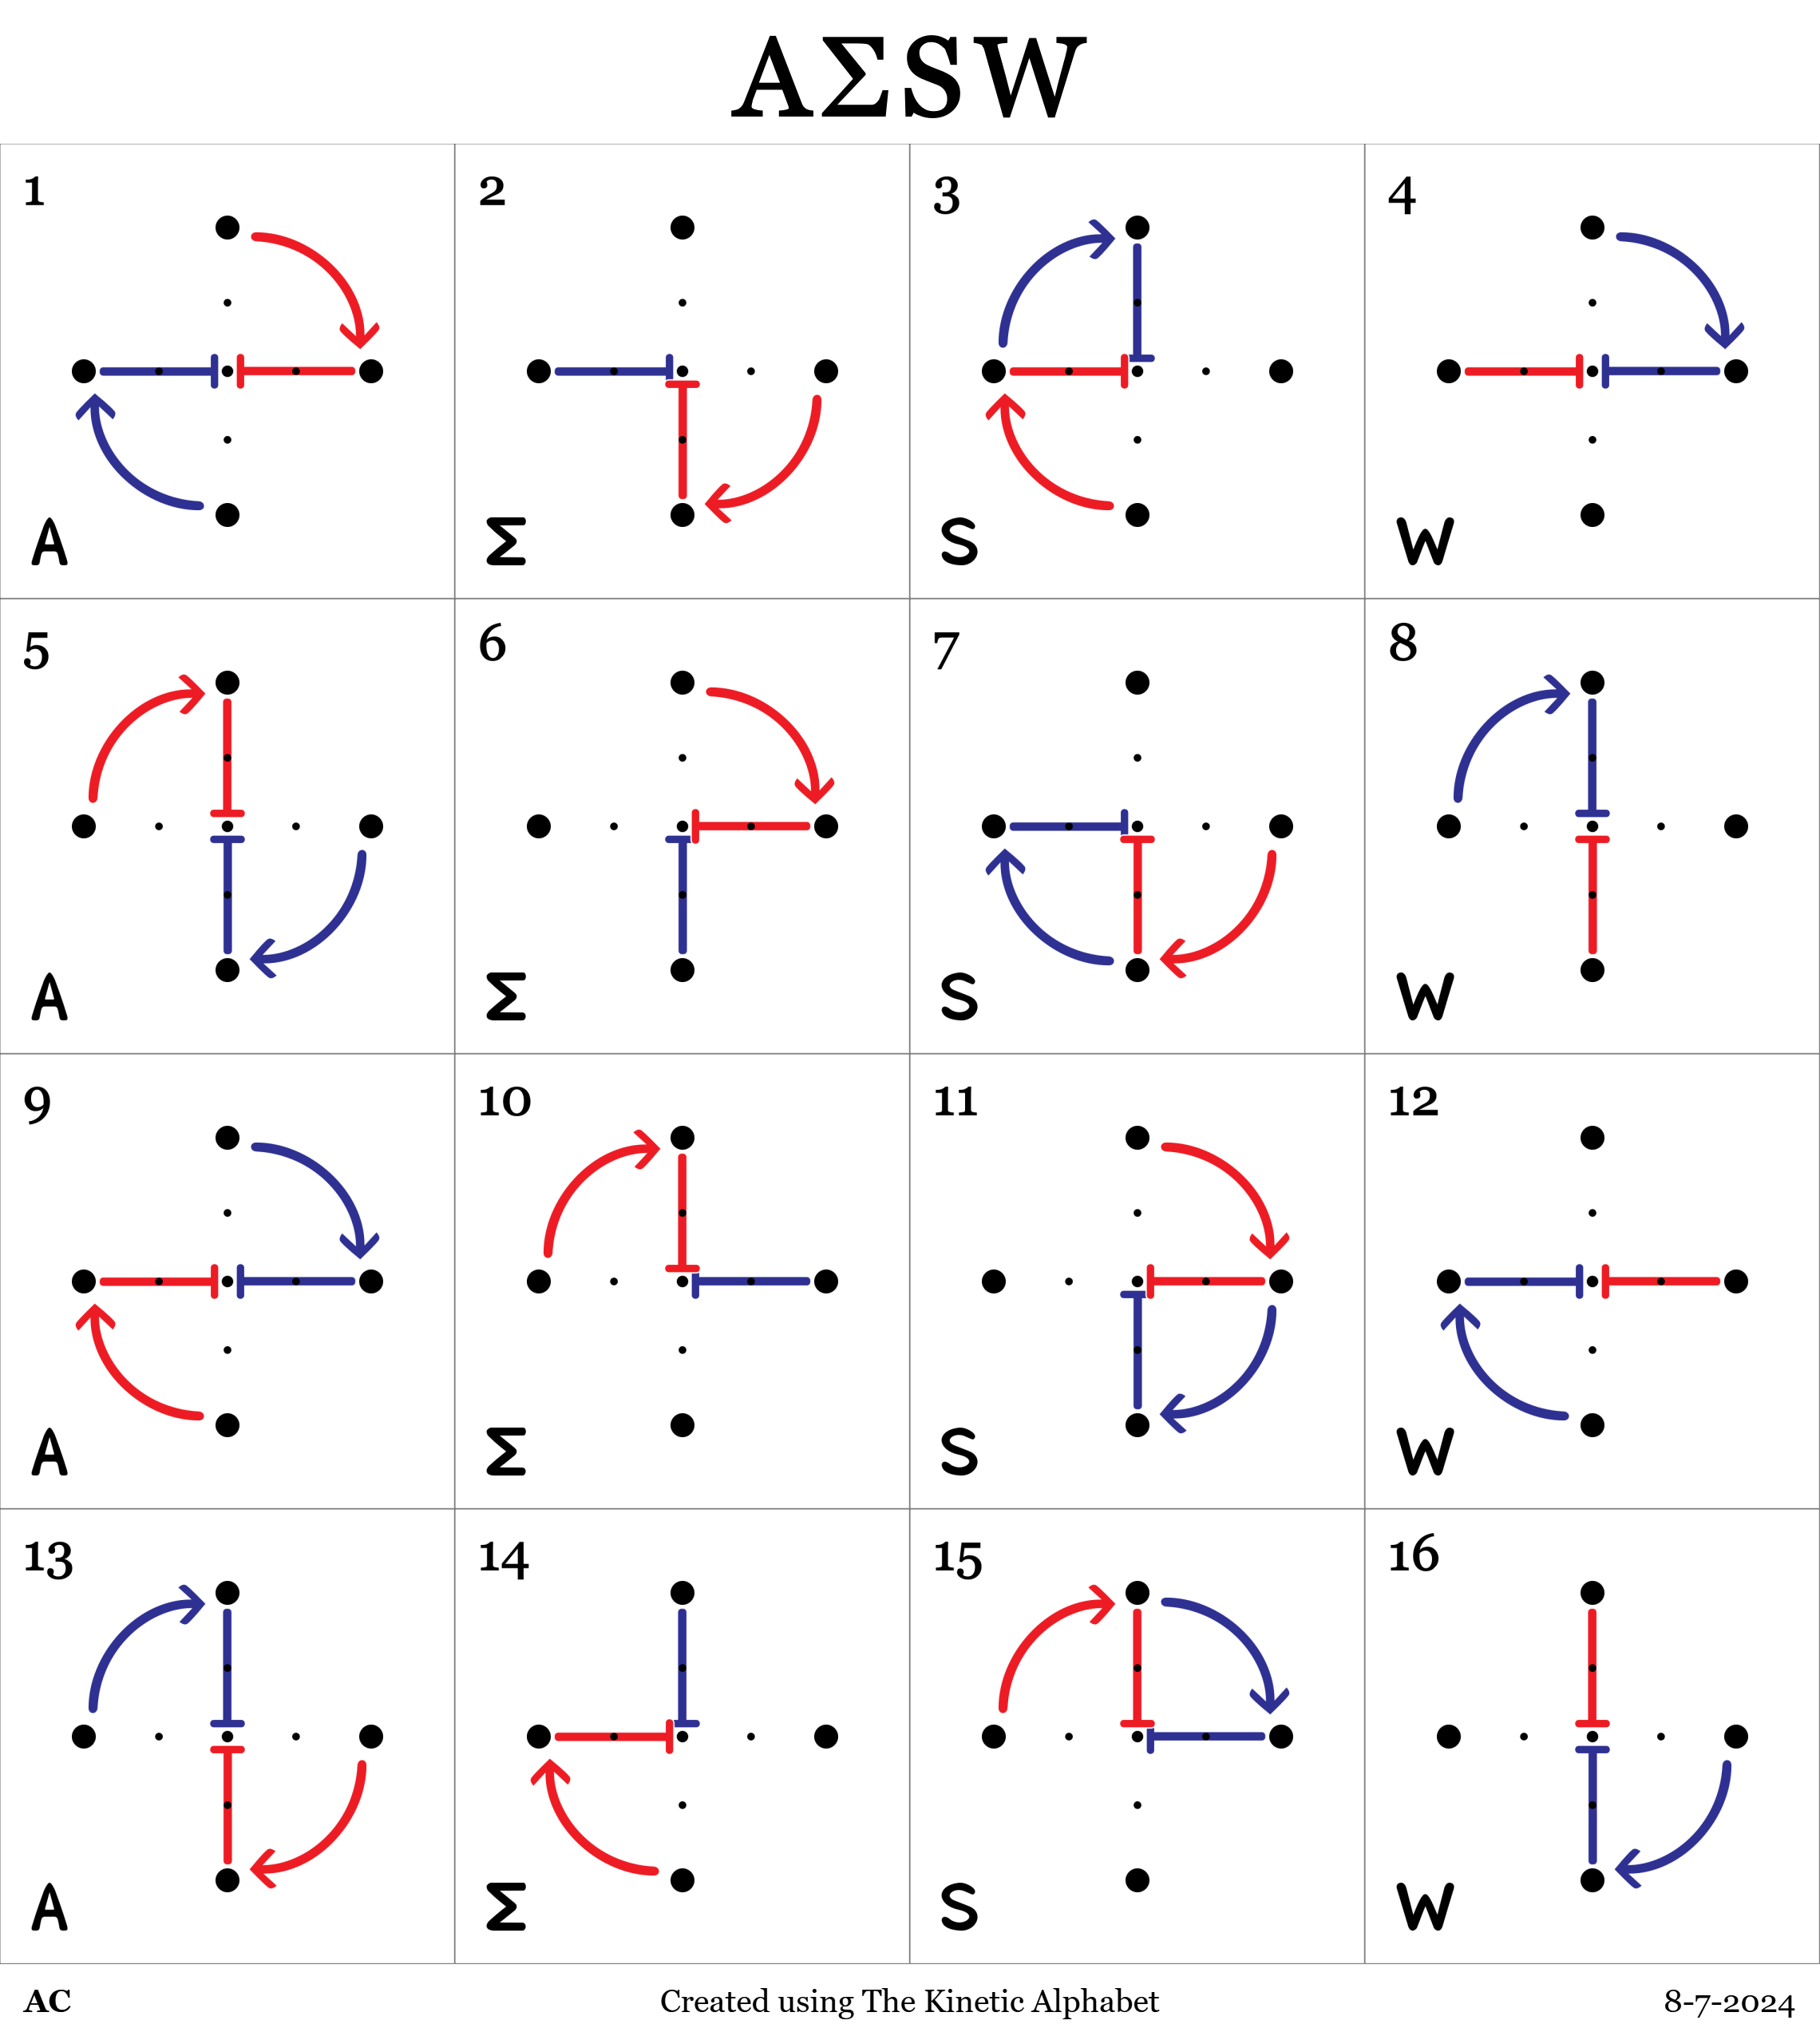 AΣSW
1 2 3 4
A Σ S W
5 6 7 8
A Σ S W
9 10 11 12
A Σ S W
13 14 15 16
A Σ S W
AC Created using The Kinetic Alphabet 8-7-2024